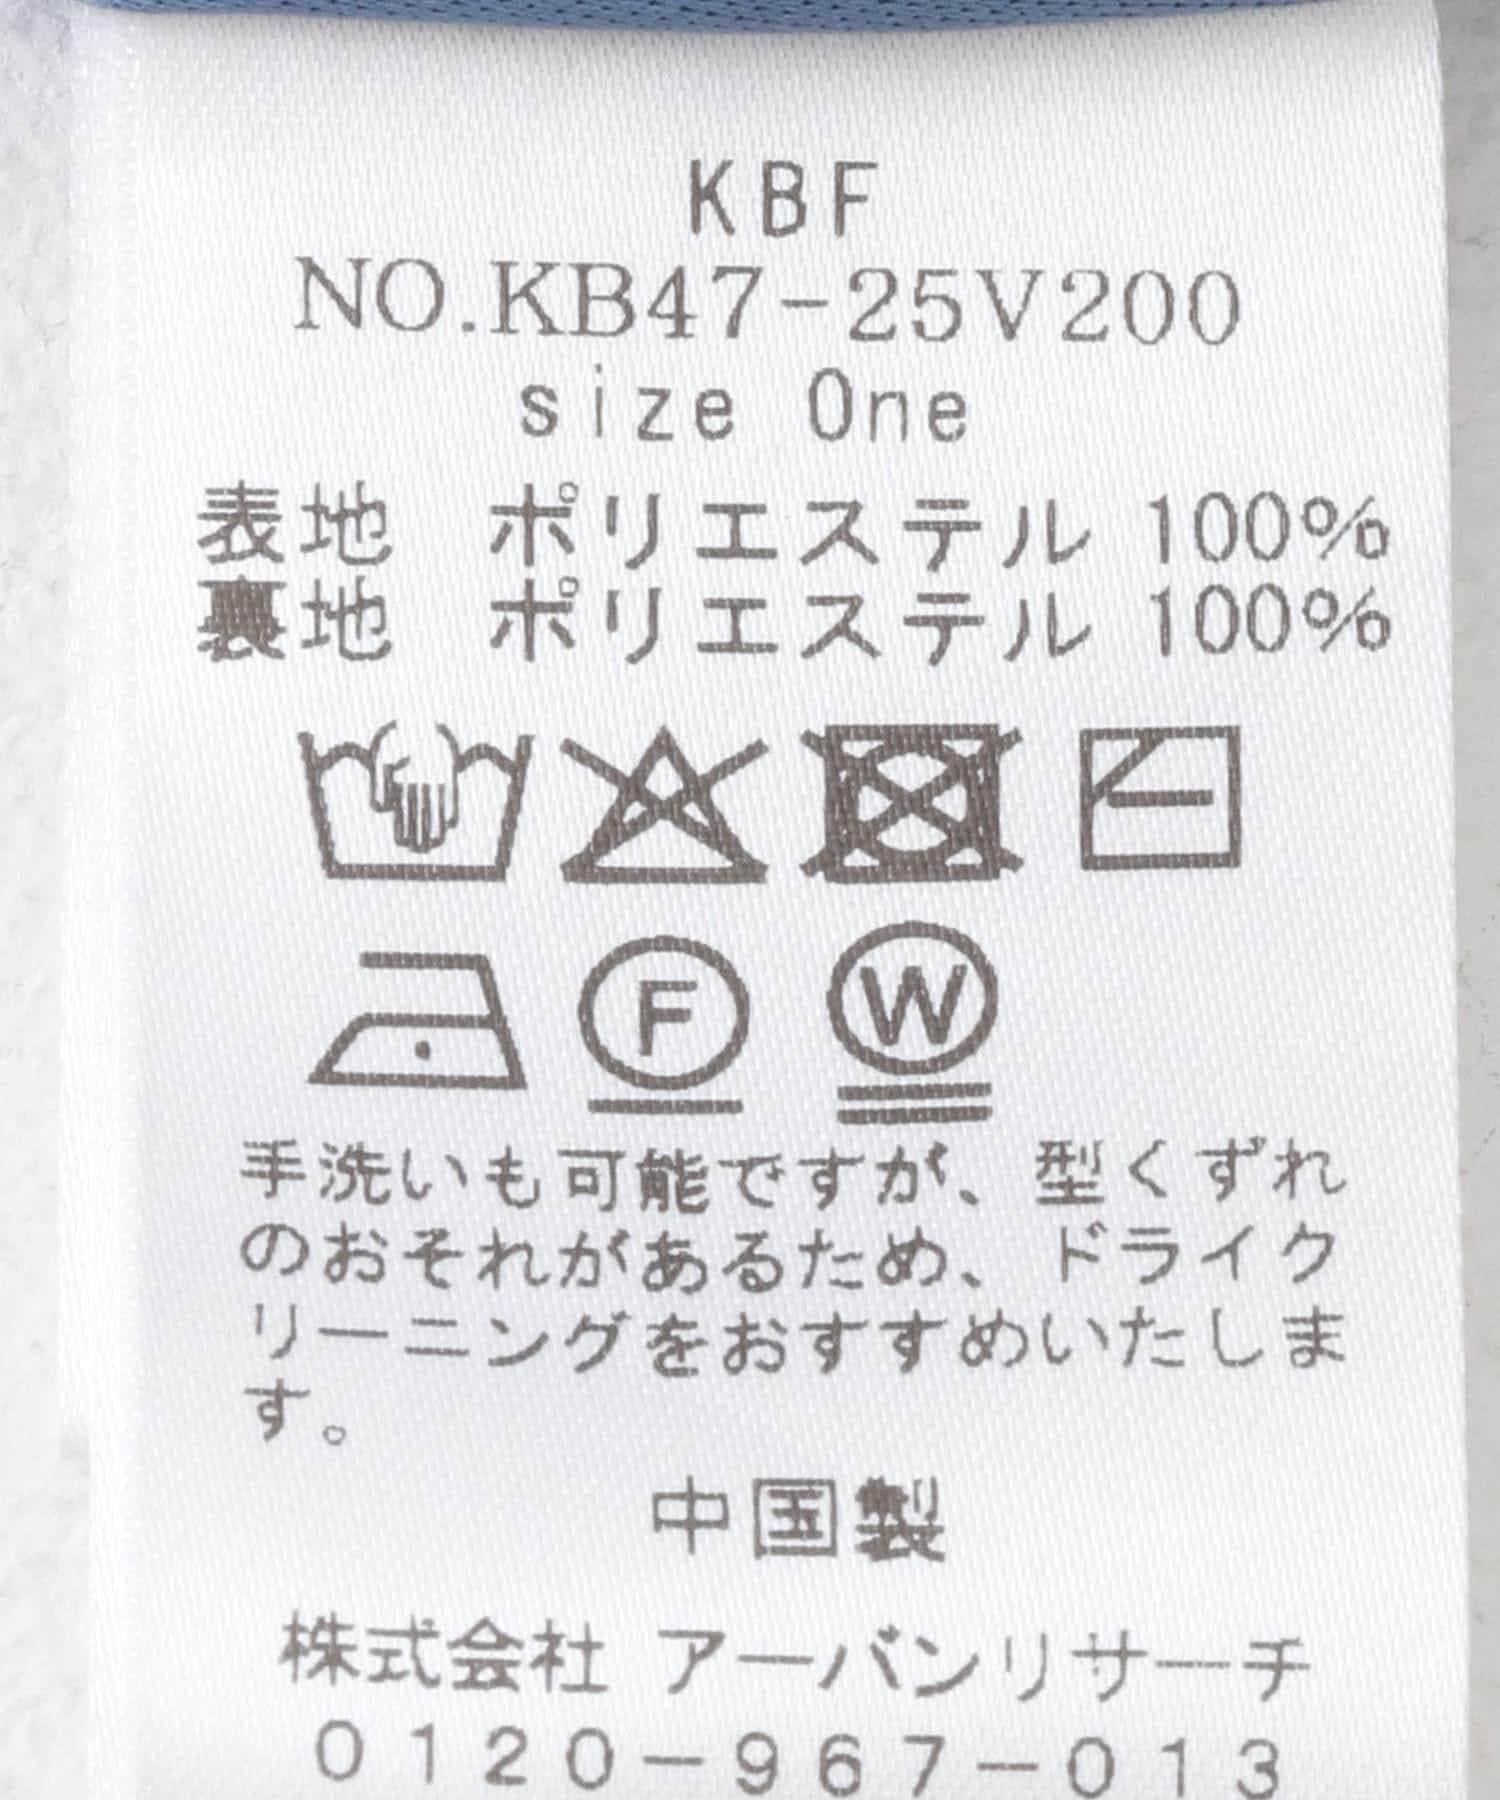 KBF
NO.KB47-25V200
size One
表地 ポリエステル 100%
裏地 ポリエステル 100%
F W
手洗いも可能ですが、型くずれ
のおそれがあるため、ドライク
リーニングをおすすめいたしま
す。
中国製
株式会社 アーバンリサーチ
0120-967-013